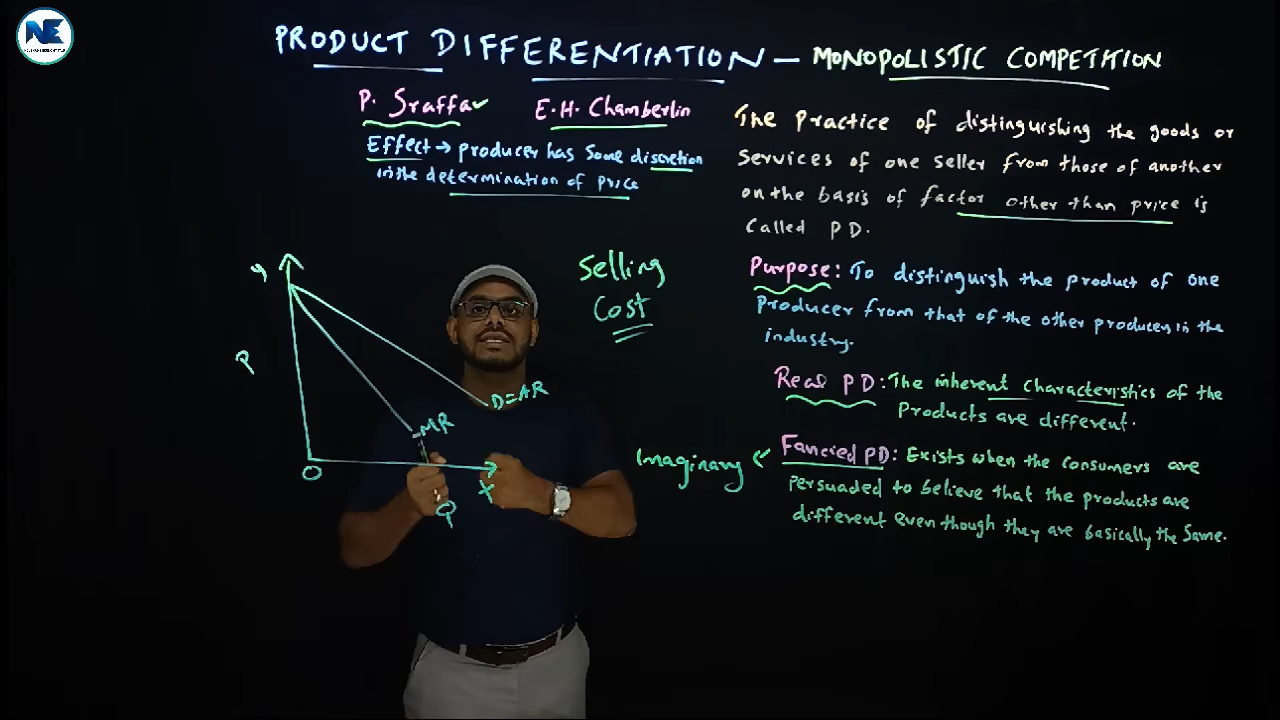 NE
PRODUCT DIFFERENTIATION – MONOPOLISTIC COMPETITION
P. Sraffa✓ E.H. Chamberlin
Effect → producer has some discretion
in the determination of price
The Practice of distinguishing the goods or
services of one seller from those of another
on the basis of factor other than price is
Called PD.
Selling
Cost
Purpose: To distinguish the product of one
Producer from that of the other producer in the
industry.
Real PD: The inherent characteristics of the
Products are different.
Imaginary ← Fancied PD: Exists when the consumers are
persuaded to believe that the products are
different even though they are basically the same.
y
P
D=AR
MR
O
X
Q